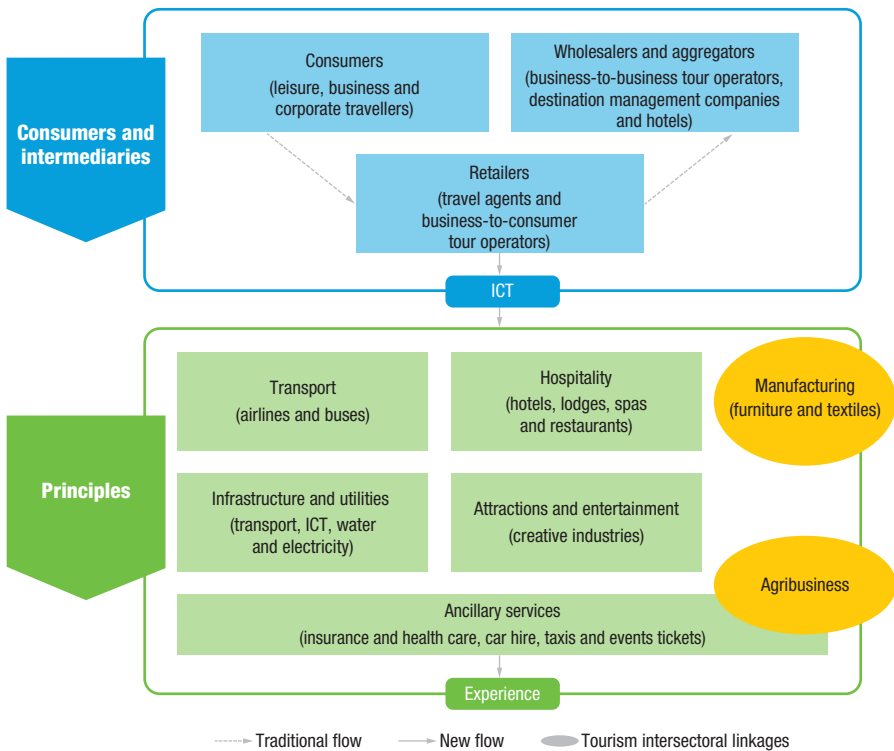 Consumers and
intermediaries
Consumers
(leisure, business and
corporate travellers)
Wholesalers and aggregators
(business-to-business tour operators,
destination management companies
and hotels)
Retailers
(travel agents and
business-to-consumer
tour operators)
ICT
Principles
Transport
(airlines and buses)
Hospitality
(hotels, lodges, spas
and restaurants)
Manufacturing
(furniture and textiles)
Infrastructure and utilities
(transport, ICT, water
and electricity)
Attractions and entertainment
(creative industries)
Agribusiness
Ancillary services
(insurance and health care, car hire, taxis and events tickets)
Experience
Traditional flow
New flow
Tourism intersectoral linkages